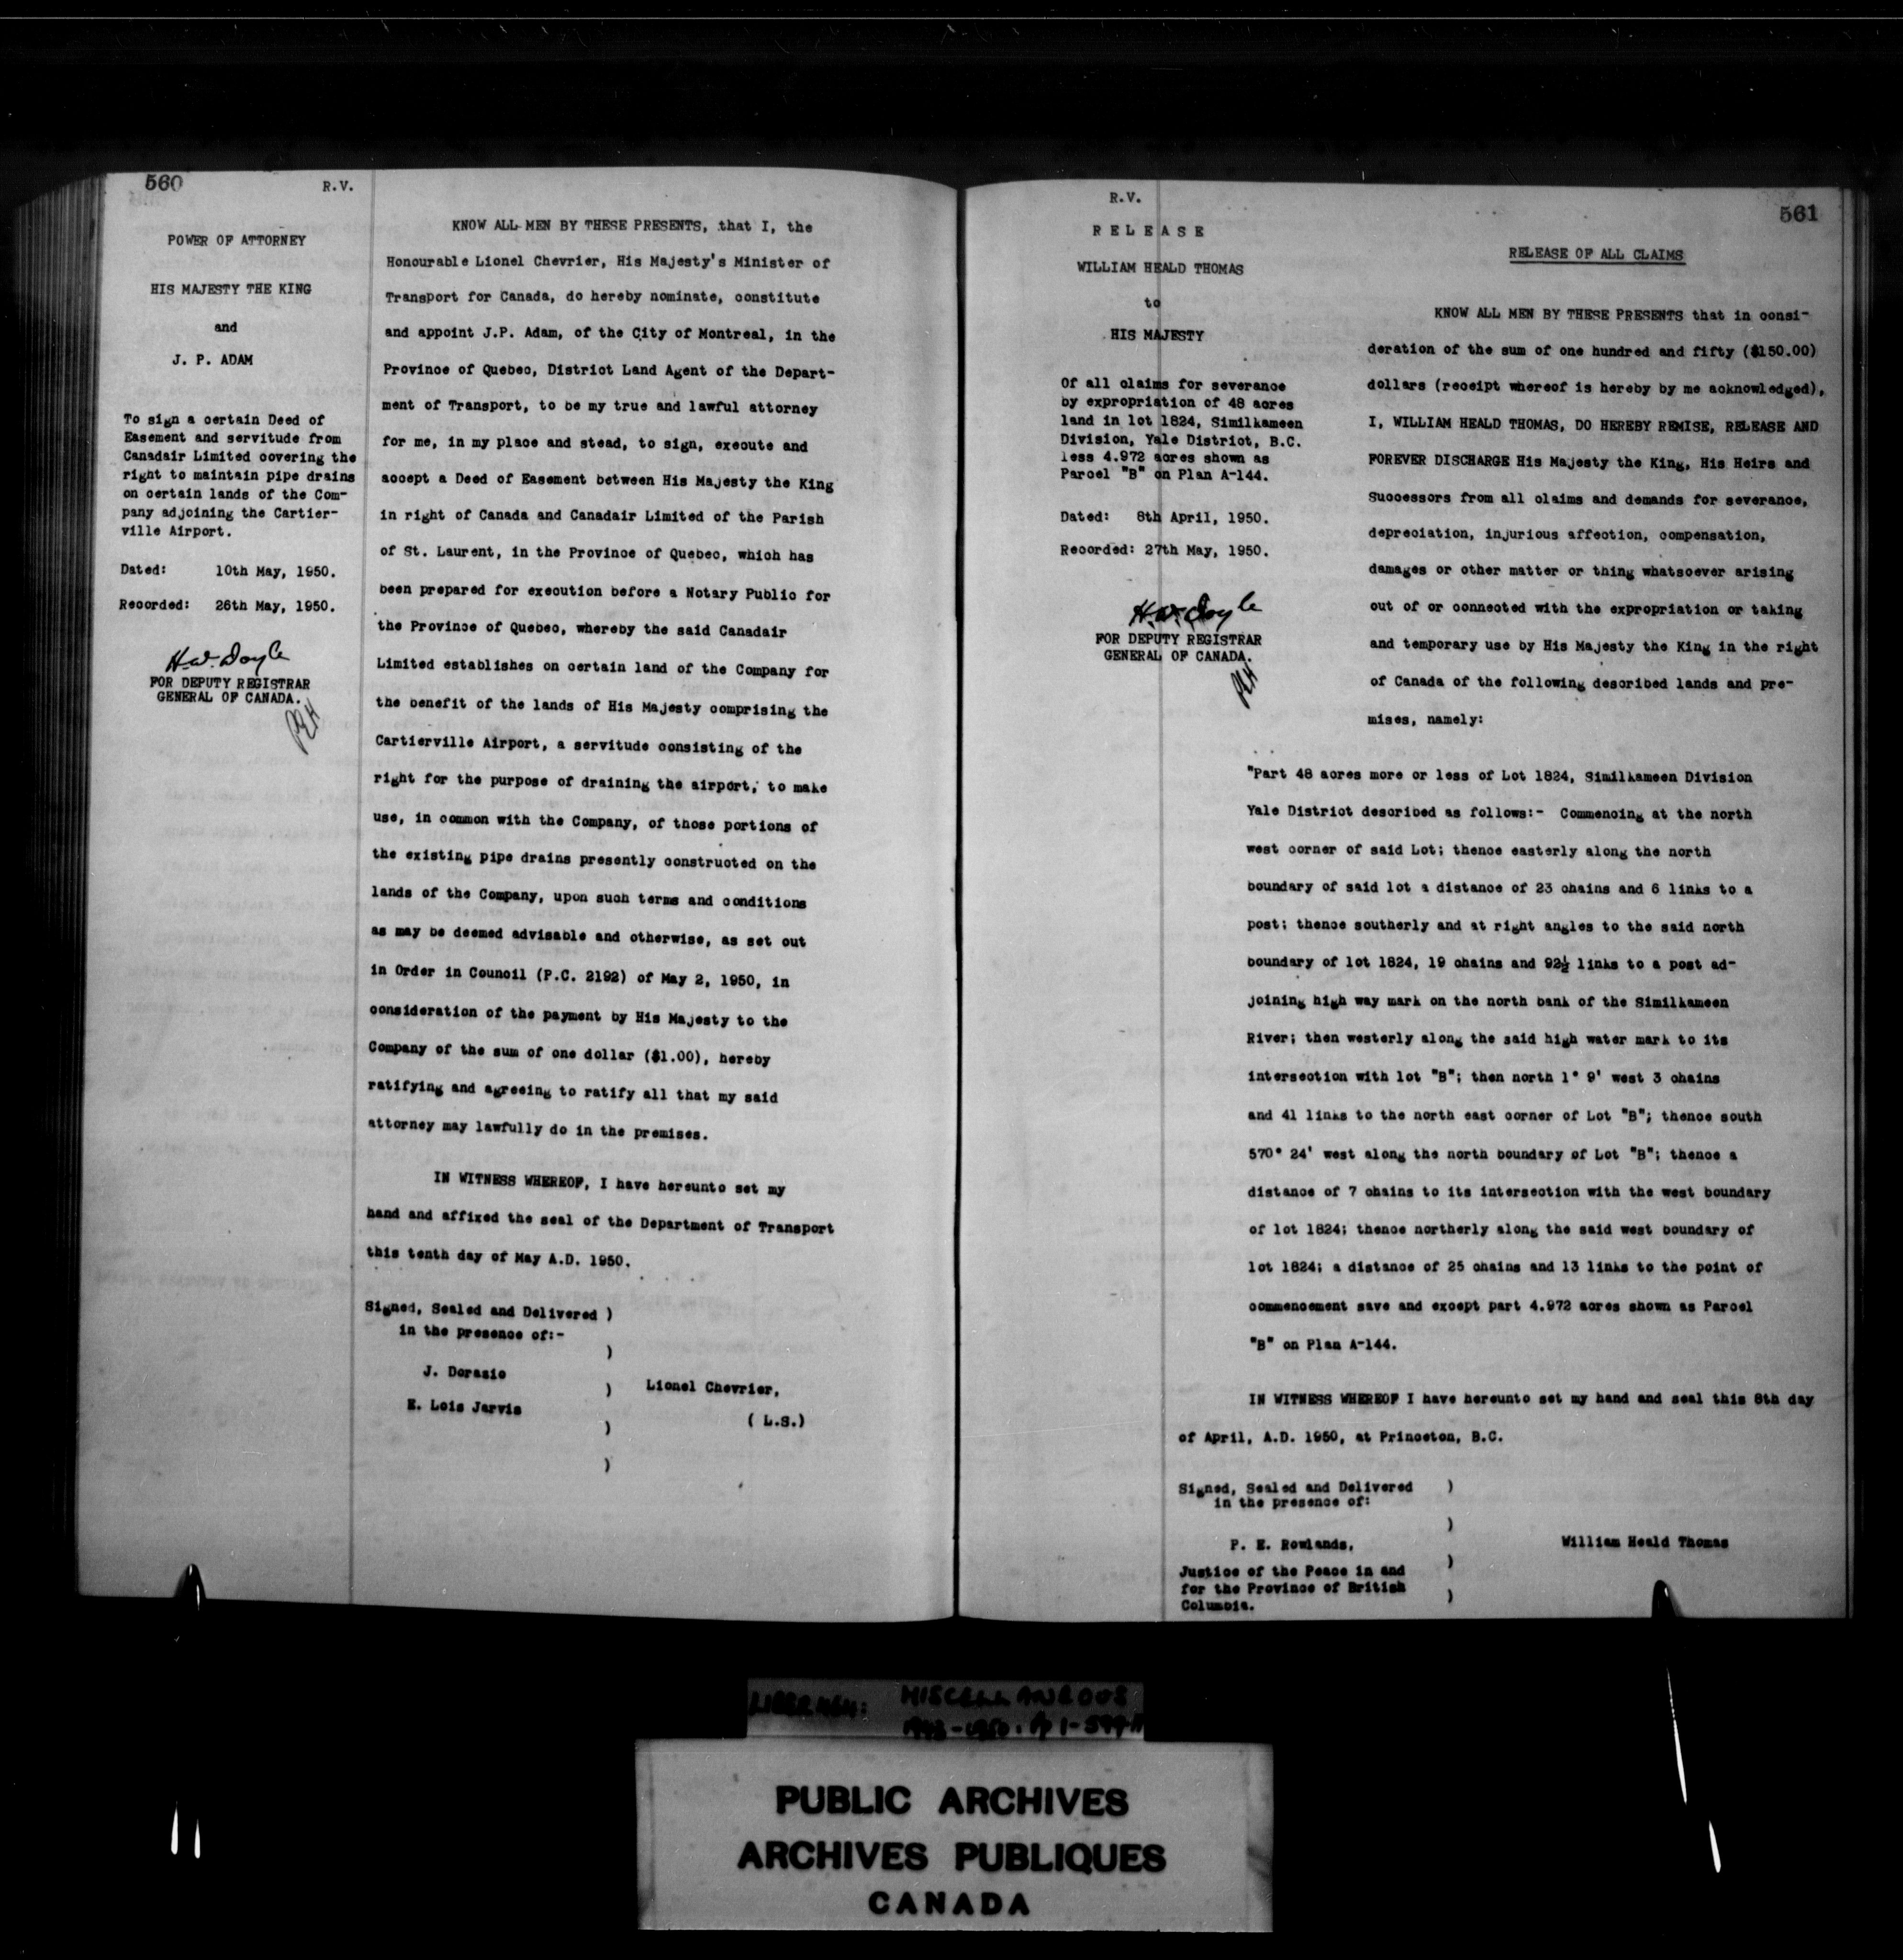 560
R.V.
POWER OF ATTORNEY
HIS MAJESTY THE KING
and
J. P. ADAM
To sign a certain Deed of
Easement and servitude from
Canadair Limited covering the
right to maintain pipe drains
on certain lands of the Com-
pany adjoining the Cartier-
ville Airport.
Dated: 10th May, 1950.
Recorded: 26th May, 1950.
H.W. Doyle
FOR DEPUTY REGISTRAR
GENERAL OF CANADA.
KNOW ALL MEN BY THESE PRESENTS, that I, the
Honourable Lionel Chevrier, His Majesty's Minister of
Transport for Canada, do hereby nominate, constitute
and appoint J.P. Adam, of the City of Montreal, in the
Province of Quebec, District Land Agent of the Depart-
ment of Transport, to be my true and lawful attorney
for me, in my place and stead, to sign, execute and
accept a Deed of Easement between His Majesty the King
in right of Canada and Canadair Limited of the Parish
of St. Laurent, in the Province of Quebec, which has
been prepared for execution before a Notary Public for
the Province of Quebec, whereby the said Canadair
Limited establishes on certain land of the Company for
the benefit of the lands of His Majesty comprising the
Cartierville Airport, a servitude consisting of the
right for the purpose of draining the airport, to make
use, in common with the Company, of those portions of
the existing pipe drains presently constructed on the
lands of the Company, upon such terms and conditions
as may be deemed advisable and otherwise, as set out
in Order in Council (P.C. 2192) of May 2, 1950, in
consideration of the payment by His Majesty to the
Company of the sum of one dollar ($1.00), hereby
ratifying and agreeing to ratify all that my said
attorney may lawfully do in the premises.
IN WITNESS WHEREOF, I have hereunto set my
hand and affixed the seal of the Department of Transport
this tenth day of May A.D. 1950.
Signed, Sealed and Delivered )
in the presence of:-
)
J. Dorasio
) Lionel Chevrier,
E. Lois Jarvis
( L.S.)
)
)
R.V.
561
R E L E A S E
WILLIAM HEALD THOMAS
to
HIS MAJESTY
Of all claims for severance
by expropriation of 48 acres
land in lot 1824, Similkameen
Division, Yale District, B.C.
less 4.972 acres shown as
Parcel "B" on Plan A-144.
Dated: 8th April, 1950.
Recorded: 27th May, 1950.
H.W. Doyle
FOR DEPUTY REGISTRAR
GENERAL OF CANADA.
RELEASE OF ALL CLAIMS
KNOW ALL MEN BY THESE PRESENTS that in consi-
deration of the sum of one hundred and fifty ($150.00)
dollars (receipt whereof is hereby by me acknowledged),
I, WILLIAM HEALD THOMAS, DO HEREBY REMISE, RELEASE AND
FOREVER DISCHARGE His Majesty the King, His Heirs and
Successors from all claims and demands for severance,
depreciation, injurious affection, compensation,
damages or other matter or thing whatsoever arising
out of or connected with the expropriation or taking
and temporary use by His Majesty the King in the right
of Canada of the following described lands and pre-
mises, namely:
"Part 48 acres more or less of Lot 1824, Similkameen Division
Yale District described as follows:- Commencing at the north
west corner of said Lot; thence easterly along the north
boundary of said lot a distance of 23 chains and 6 links to a
post; thence southerly and at right angles to the said north
boundary of lot 1824, 19 chains and 92½ links to a post ad-
joining high way mark on the north bank of the Similkameen
River; then westerly along the said high water mark to its
intersection with lot "B"; then north 1° 9' west 3 chains
and 41 links to the north east corner of Lot "B"; thence south
570° 24' west along the north boundary of Lot "B"; thence a
distance of 7 chains to its intersection with the west boundary
of lot 1824; thence northerly along the said west boundary of
lot 1824; a distance of 25 chains and 13 links to the point of
commencement save and except part 4.972 acres shown as Parcel
"B" on Plan A-144.
IN WITNESS WHEREOF I have hereunto set my hand and seal this 8th day
of April, A.D. 1950, at Princeton, B.C.
Signed, Sealed and Delivered )
in the presence of:
)
P. E. Rowlands, William Heald Thomas
)
Justice of the Peace in and
for the Province of British
)
Columbia.
MISCELLANEOUS
PUBLIC ARCHIVES
ARCHIVES PUBLIQUES
CANADA